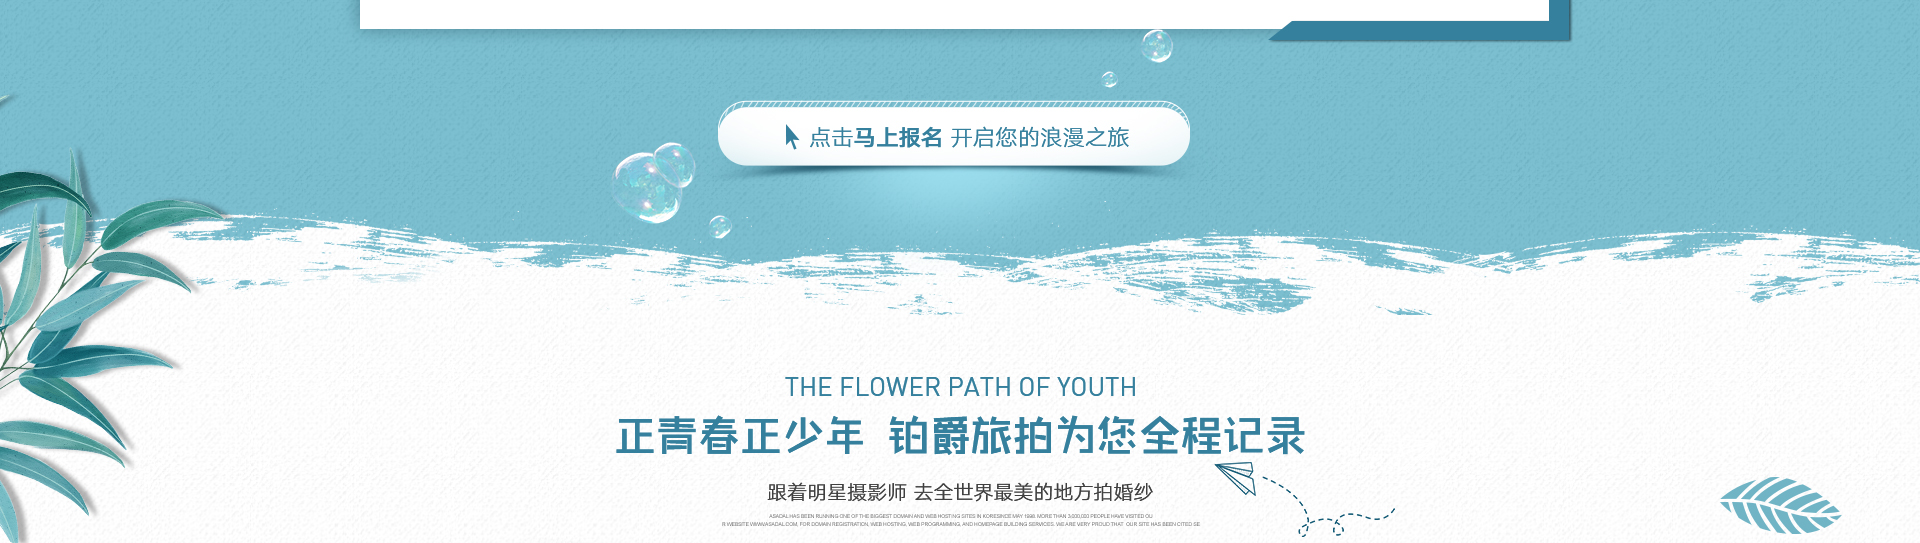 点击马上报名 开启您的浪漫之旅
THE FLOWER PATH OF YOUTH
正青春正少年 铂爵旅拍为您全程记录
跟着明星摄影师 去全世界最美的地方拍婚纱
ASADAL HAS BEEN RUNNING ONE OF THE BIGGEST DOMAIN AND WEB HOSTING SITES IN KORESINCE MAY 1998. MORE THAN 3,000,000 PEOPLE HAVE VISITED OU
R WEBSITE WWW.ASADAL.COM, FOR DOMAIN REGISTRATION, WEB HOSTING, WEB PROGRAMMING, AND HOMEPAGE BUILDING SERVICES. WE ARE VERY PROUD THAT OUR SITE HAS BEEN CITED SE